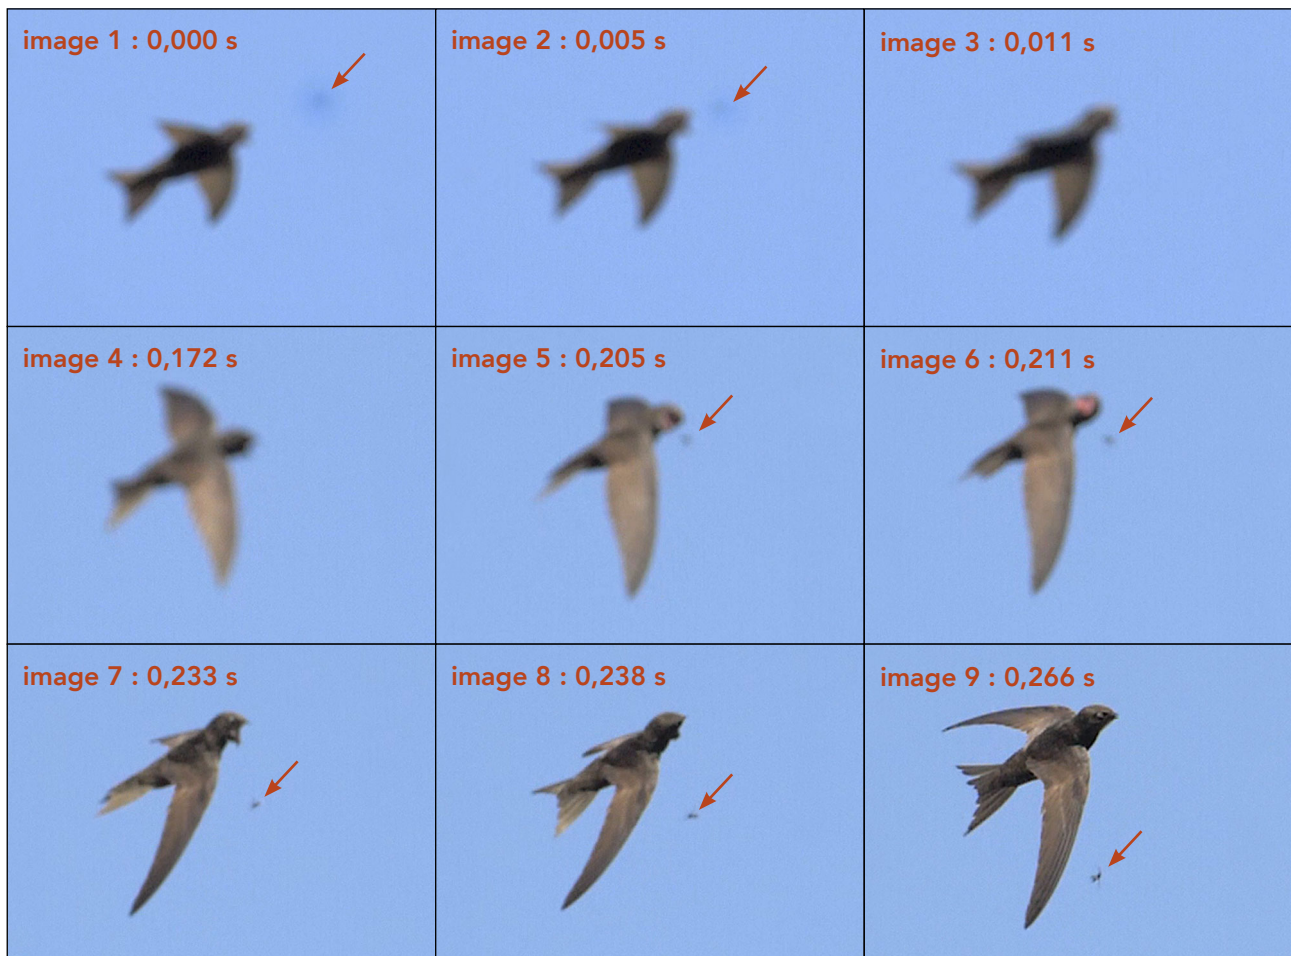 image 1 : 0,000 s
image 2 : 0,005 s
image 3 : 0,011 s
image 4 : 0,172 s
image 5 : 0,205 s
image 6 : 0,211 s
image 7 : 0,233 s
image 8 : 0,238 s
image 9 : 0,266 s